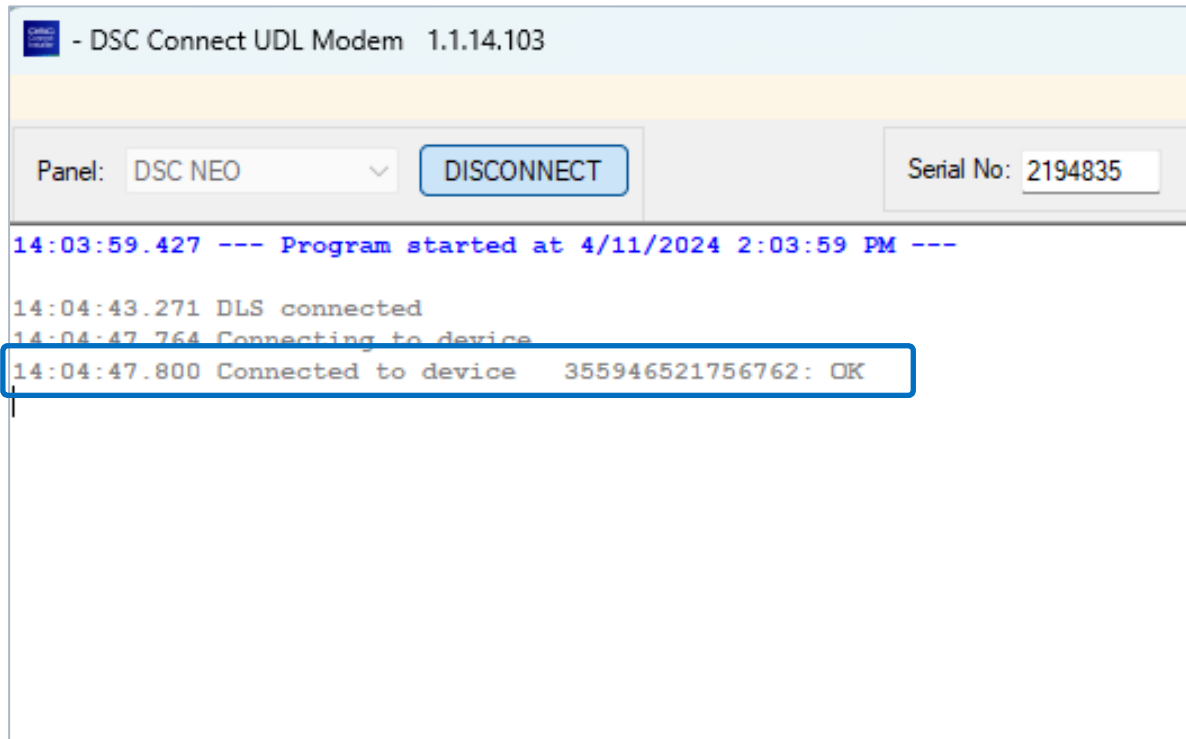 - DSC Connect UDL Modem 1.1.14.103
Panel: DSC NEO DISCONNECT Serial No: 2194835
14:03:59.427 --- Program started at 4/11/2024 2:03:59 PM ---
14:04:43.271 DLS connected
14:04:47.764 Connecting to device
14:04:47.800 Connected to device 355946521756762: OK